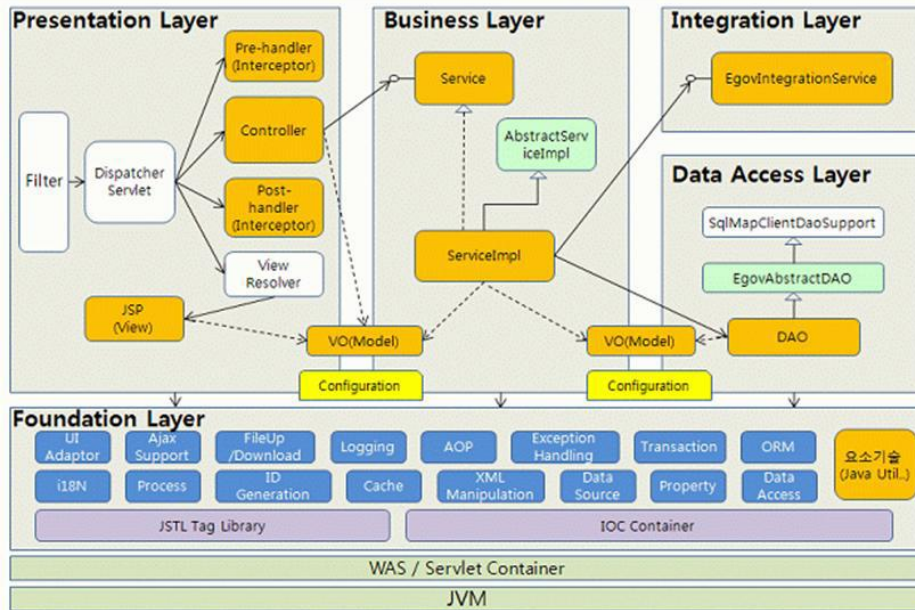 Presentation Layer
Business Layer
Integration Layer
Pre-handler
(Interceptor)
Service
EgovIntegrationService
Controller
AbstractServ
iceImpl
Filter
Dispatcher
Servlet
Post-
handler
(Interceptor)
Data Access Layer
SqlMapClientDaoSupport
ServiceImpl
View
Resolver
EgovAbstractDAO
JSP
(View)
VO(Model)
VO(Model)
DAO
Configuration
Configuration
Foundation Layer
UI
Adaptor
Ajax
Support
FileUp
/Download
Logging
AOP
Exception
Handling
Transaction
ORM
요소기술
(Java Util..)
i18N
Process
ID
Generation
Cache
XML
Manipulation
Data
Source
Property
Data
Access
JSTL Tag Library
IOC Container
WAS / Servlet Container
JVM